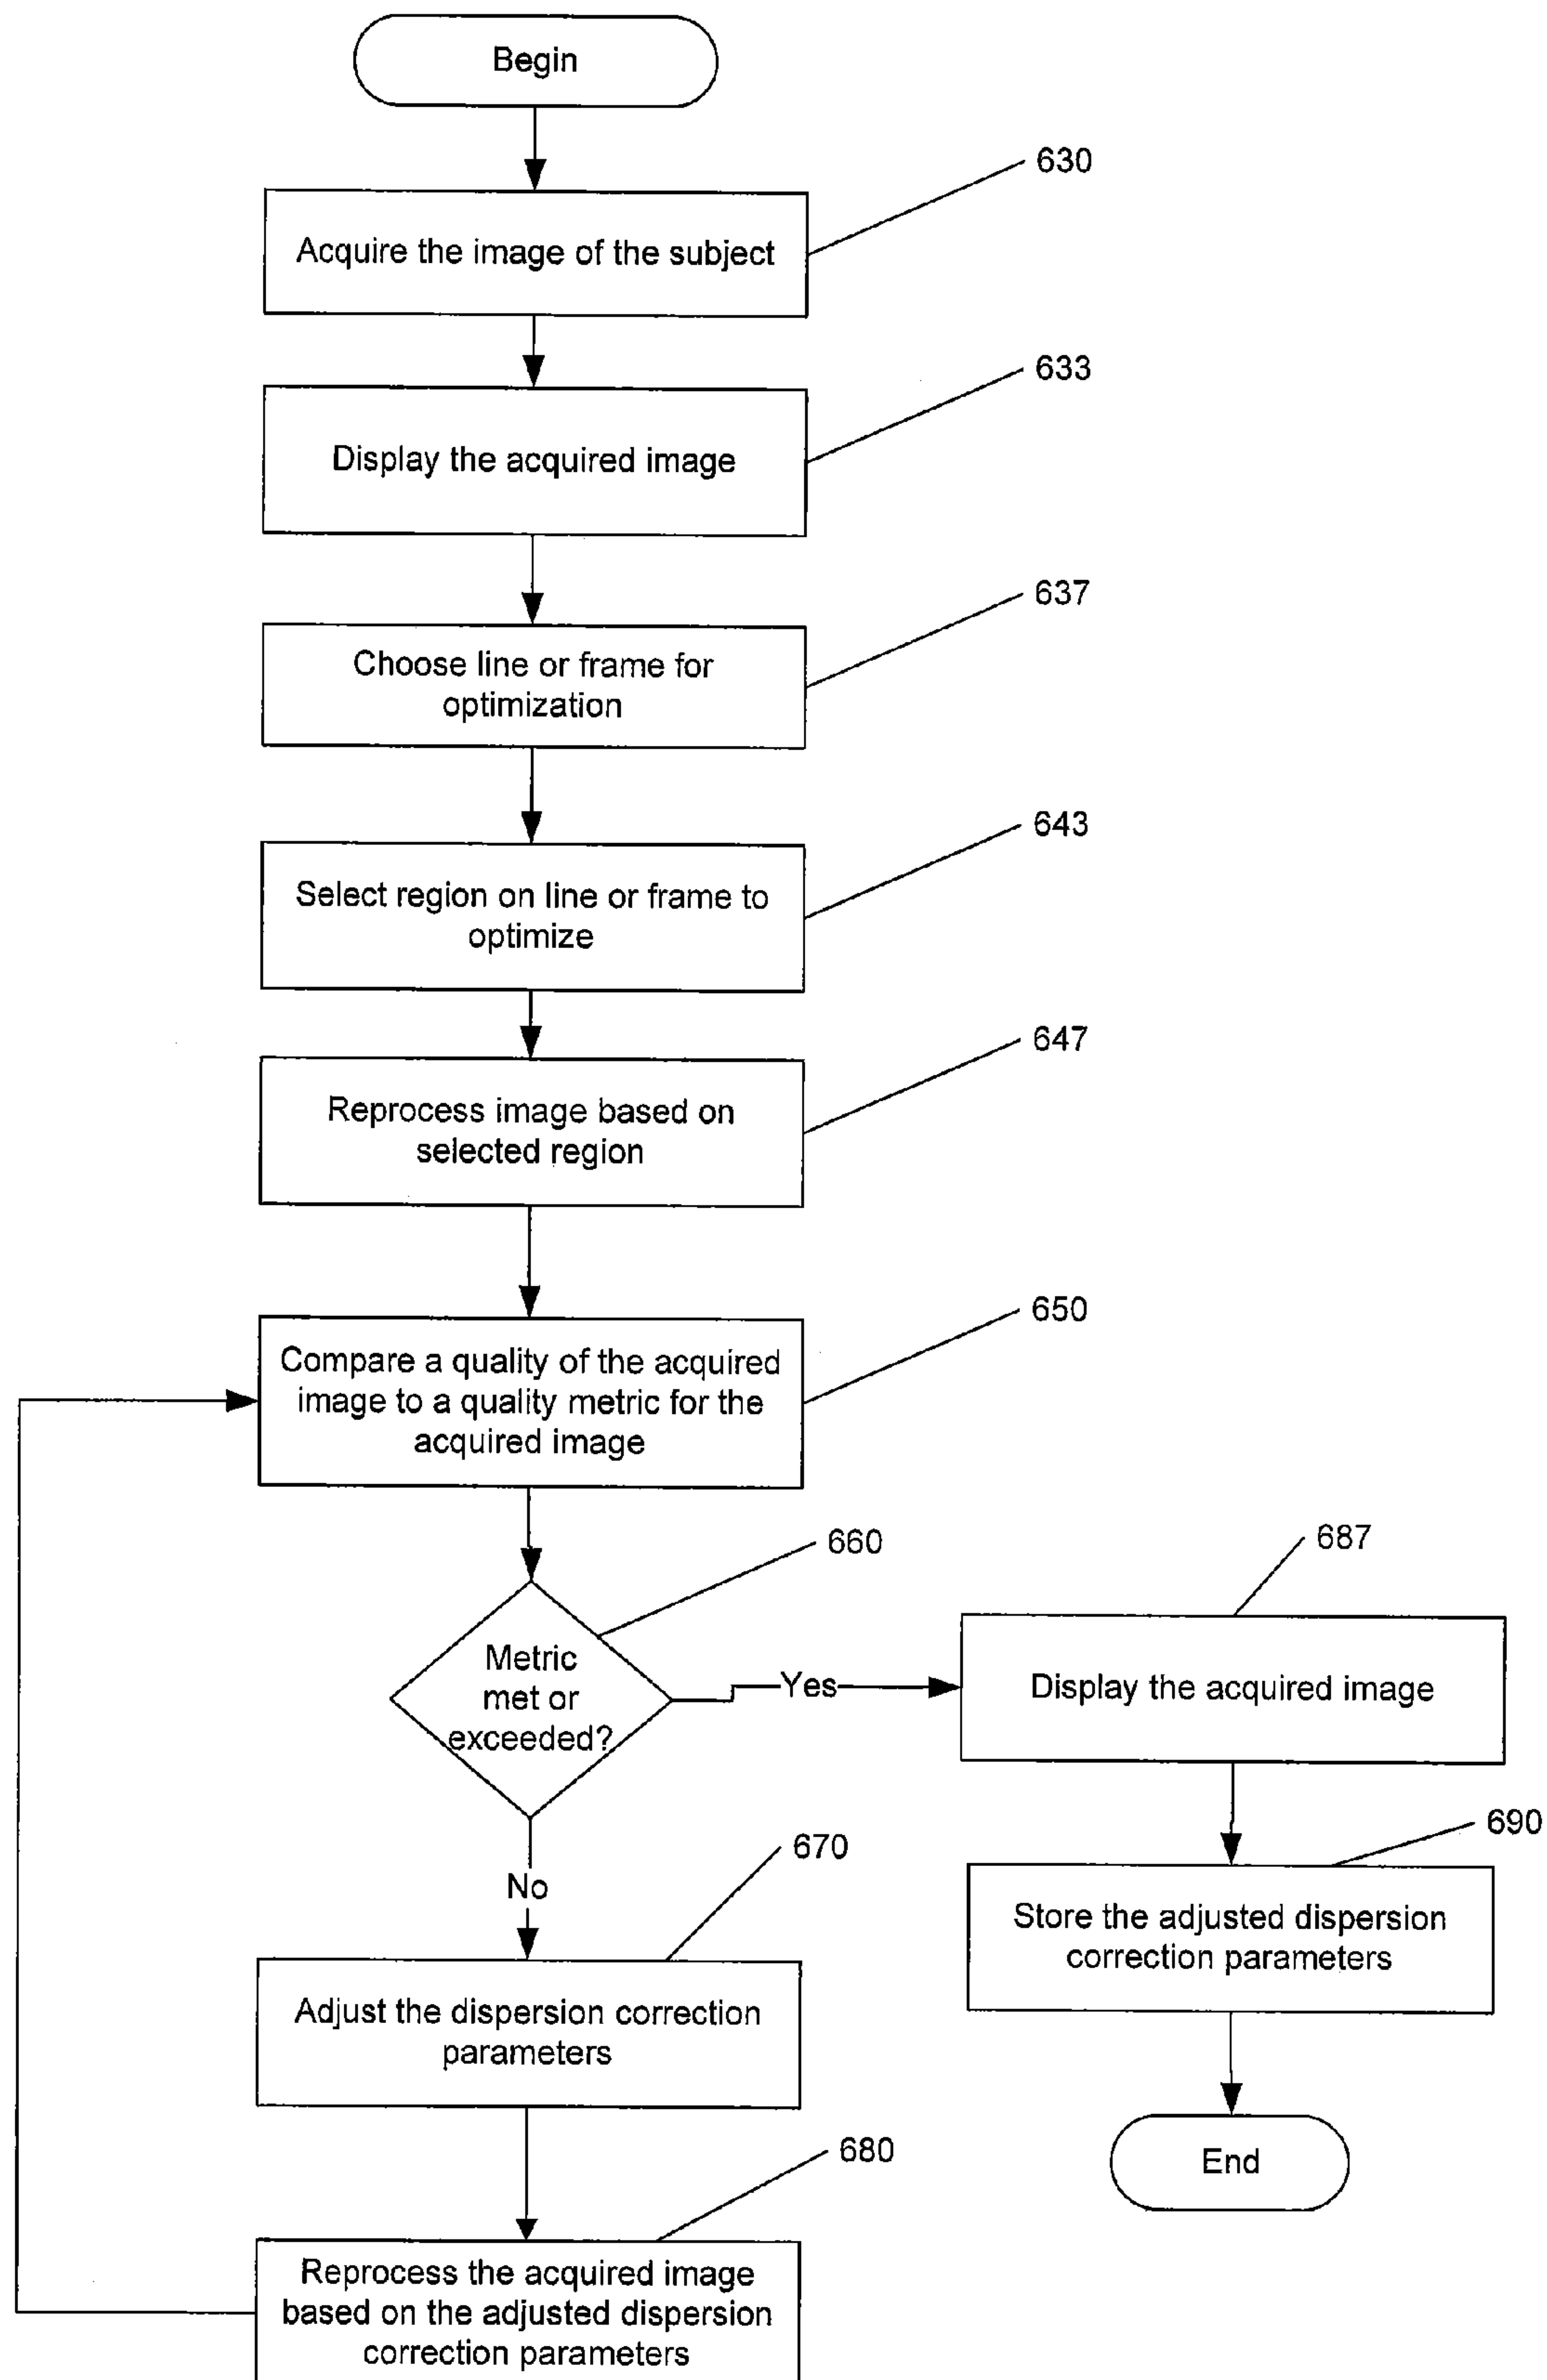 Begin
630
Acquire the image of the subject
633
Display the acquired image
637
Choose line or frame for
optimization
643
Select region on line or frame to
optimize
647
Reprocess image based on
selected region
650
Compare a quality of the acquired
image to a quality metric for the
acquired image
660
Metric
met or
exceeded?
Yes
687
Display the acquired image
690
Store the adjusted dispersion
correction parameters
End
No
670
Adjust the dispersion correction
parameters
680
Reprocess the acquired image
based on the adjusted dispersion
correction parameters